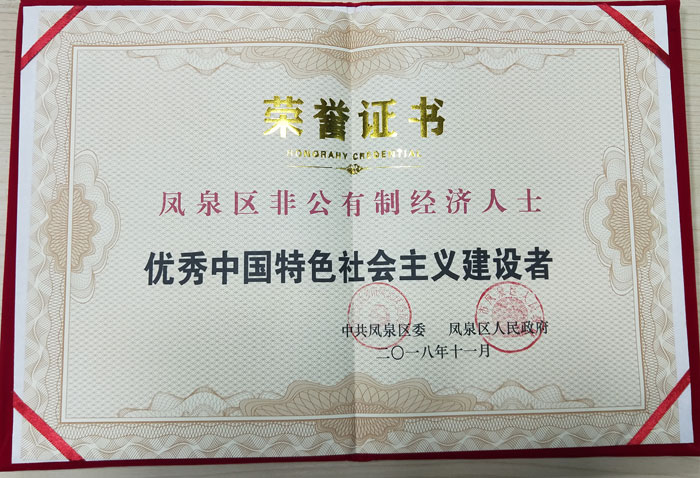 荣誉证书
HONORARY CREDENTIAL
凤泉区非公有制经济人士
优秀中国特色社会主义建设者
中共凤泉区委 凤泉区人民政府
二〇一八年十一月